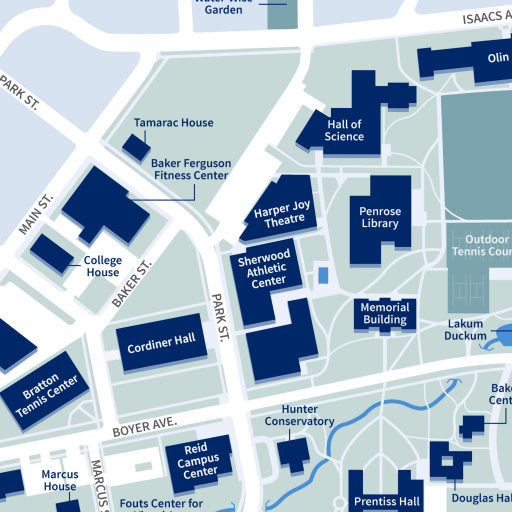 Garden
ISAACS A
Olin
PARK ST.
Tamarac House
Hall of
Science
Baker Ferguson
Fitness Center
MAIN ST.
Harper Joy
Theatre
Penrose
Library
Outdoor
Tennis Cour
College
House
BAKER ST.
Sherwood
Athletic
Center
PARK ST.
Memorial
Building
Lakum
Duckum
Cordiner Hall
Bratton
Tennis Center
Bake
Cent
Hunter
Conservatory
BOYER AVE.
Reid
Campus
Center
Marcus
House
MARCUS S
Fouts Center for
Prentiss Hall
Douglas Hal